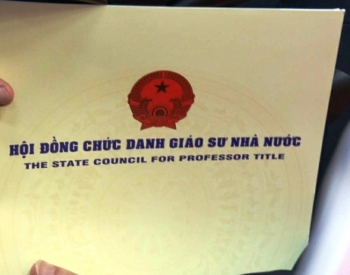 HỘI ĐỒNG CHỨC DANH GIÁO SƯ NHÀ NƯỚC
THE STATE COUNCIL FOR PROFESSOR TITLE